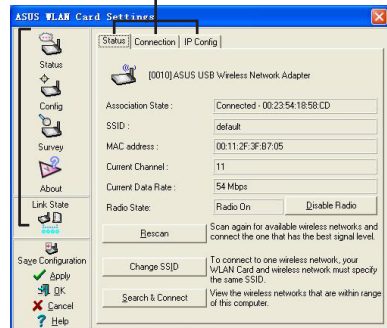 ASUS WLAN Card Settings
Status
Config
Survey
About
Link State
Save Configuration
Apply
OK
Cancel
Help
Status Connection IP Config
[0010] ASUS USB Wireless Network Adapter
Association State : Connected - 00:23:54:18:58:CD
SSID : default
MAC address : 00:11:2F:3F:B7:05
Current Channel : 11
Current Data Rate : 54 Mbps
Radio State: Radio On Disable Radio
Rescan
Scan again for available wireless networks and
connect the one that has the best signal level.
Change SSID
To connect to one wireless network, your
WLAN Card and wireless network must specify
the same SSID.
Search & Connect
View the wireless networks that are within range
of this computer.